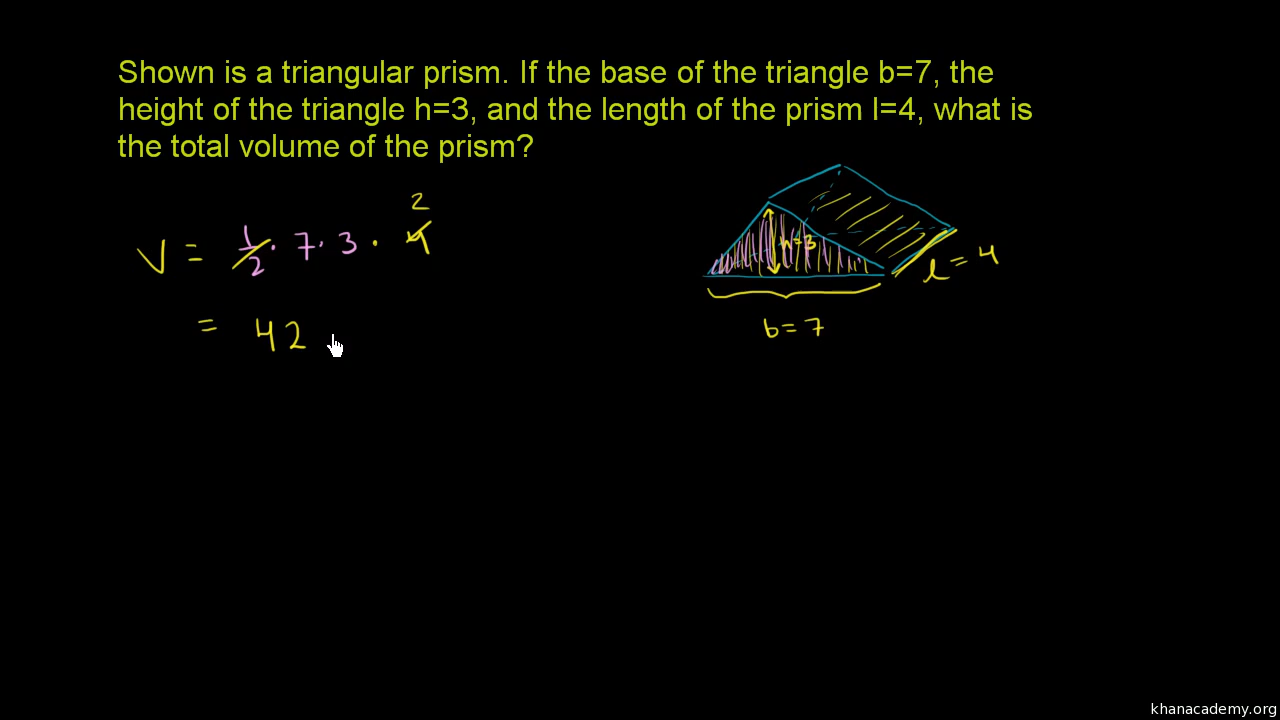 Shown is a triangular prism. If the base of the triangle b=7, the
height of the triangle h=3, and the length of the prism l=4, what is
the total volume of the prism?
2
V = 1/2 · 7 · 3 · 4
= 42
h=3
l = 4
b = 7
khanacademy.org